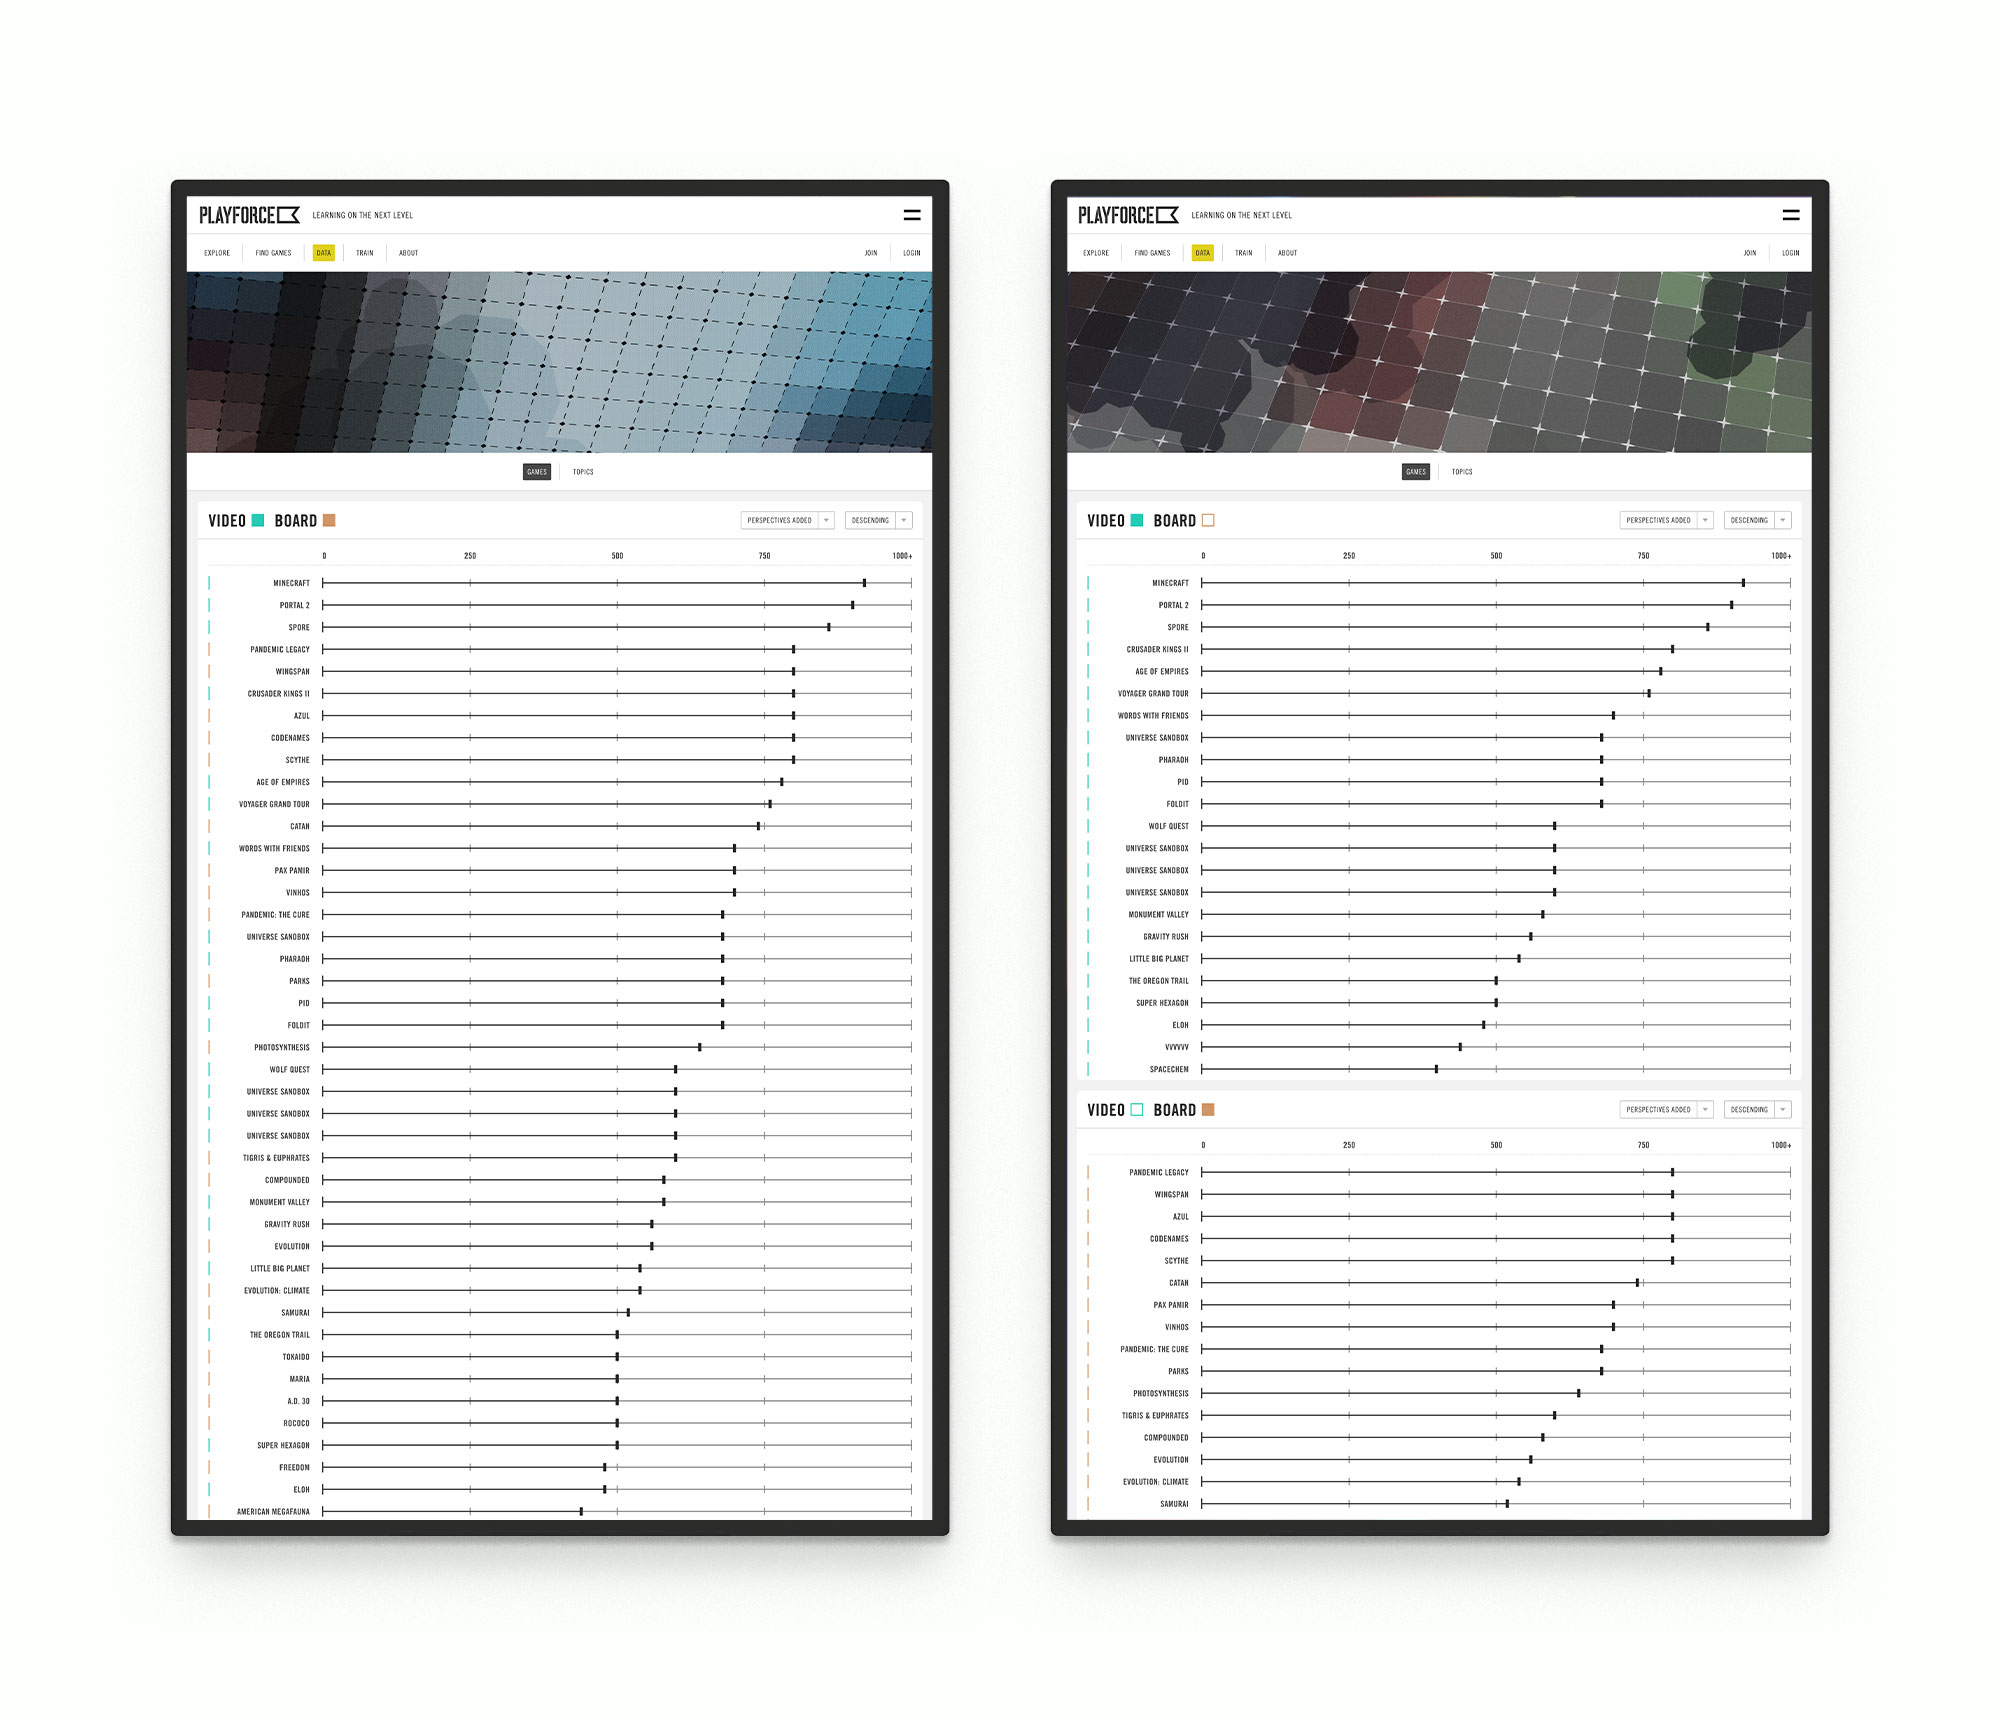 PLAYFORCE LEARNING ON THE NEXT LEVEL
EXPLORE FIND GAMES DATA TRAIN ABOUT JOIN LOGIN
GAMES TOPICS
VIDEO BOARD PERSPECTIVES ADDED DESCENDING
0 250 500 750 1000+
MINECRAFT
PORTAL 2
SPORE
PANDEMIC LEGACY
WINGSPAN
CRUSADER KINGS II
AZUL
CODENAMES
SCYTHE
AGE OF EMPIRES
VOYAGER GRAND TOUR
CATAN
WORDS WITH FRIENDS
PAX PAMIR
VINHOS
PANDEMIC: THE CURE
UNIVERSE SANDBOX
PHARAOH
PARKS
PID
FOLDIT
PHOTOSYNTHESIS
WOLF QUEST
UNIVERSE SANDBOX
UNIVERSE SANDBOX
UNIVERSE SANDBOX
TIGRIS & EUPHRATES
COMPOUNDED
MONUMENT VALLEY
GRAVITY RUSH
EVOLUTION
LITTLE BIG PLANET
EVOLUTION: CLIMATE
SAMURAI
THE OREGON TRAIL
TOKAIDO
MARIA
A.D. 30
ROCOCO
SUPER HEXAGON
FREEDOM
ELOH
AMERICAN MEGAFAUNA
PLAYFORCE LEARNING ON THE NEXT LEVEL
EXPLORE FIND GAMES DATA TRAIN ABOUT JOIN LOGIN
GAMES TOPICS
VIDEO BOARD PERSPECTIVES ADDED DESCENDING
0 250 500 750 1000+
MINECRAFT
PORTAL 2
SPORE
CRUSADER KINGS II
AGE OF EMPIRES
VOYAGER GRAND TOUR
WORDS WITH FRIENDS
UNIVERSE SANDBOX
PHARAOH
PID
FOLDIT
WOLF QUEST
UNIVERSE SANDBOX
UNIVERSE SANDBOX
UNIVERSE SANDBOX
MONUMENT VALLEY
GRAVITY RUSH
LITTLE BIG PLANET
THE OREGON TRAIL
SUPER HEXAGON
ELOH
VVVVVV
SPACECHEM
VIDEO BOARD PERSPECTIVES ADDED DESCENDING
0 250 500 750 1000+
PANDEMIC LEGACY
WINGSPAN
AZUL
CODENAMES
SCYTHE
CATAN
PAX PAMIR
VINHOS
PANDEMIC: THE CURE
PARKS
PHOTOSYNTHESIS
TIGRIS & EUPHRATES
COMPOUNDED
EVOLUTION
EVOLUTION: CLIMATE
SAMURAI